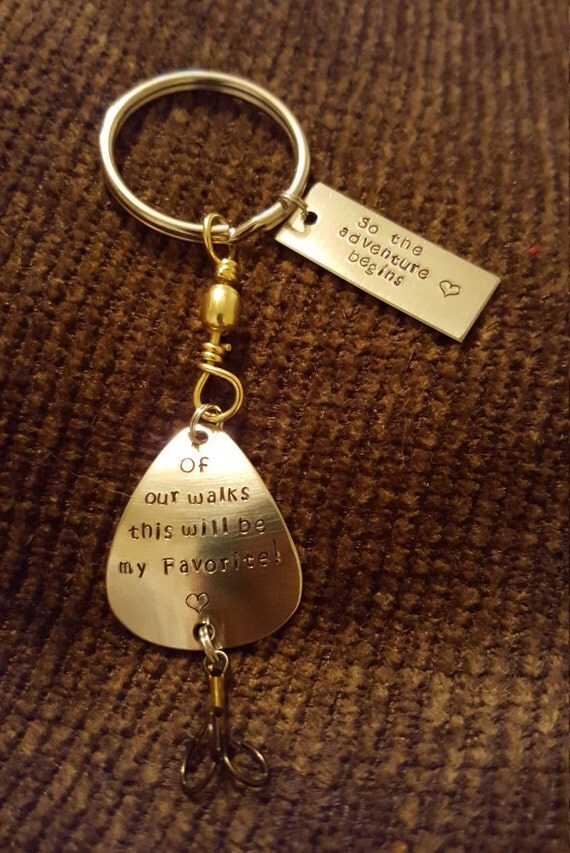 So the
adventure
begins ♡
Of
our walks
this will be
my Favorite!
♡